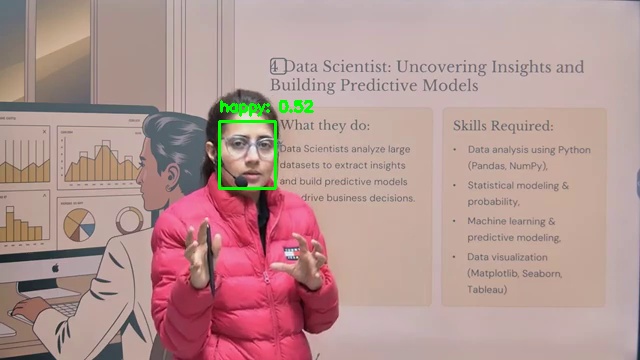 4 Data Scientist: Uncovering Insights and
Building Predictive Models
happy: 0.52
What they do:
Data Scientists analyze large
datasets to extract insights
and build predictive models
drive business decisions.
Skills Required:
Data analysis using Python
(Pandas, NumPy),
Statistical modeling &
probability,
Machine learning &
predictive modeling,
Data visualization
(Matplotlib, Seaborn,
Tableau)